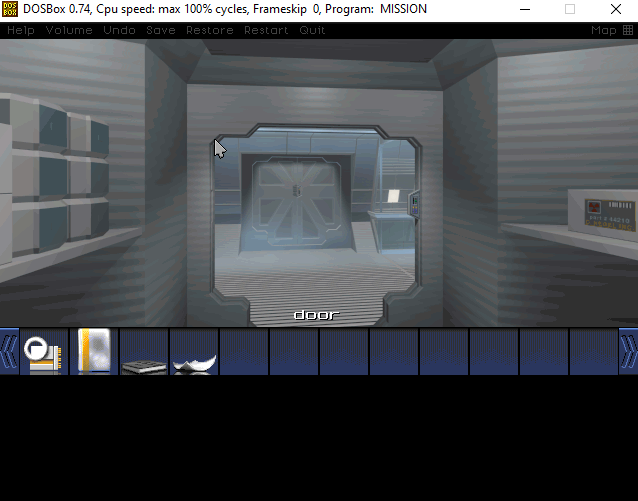 DOSBox 0.74, Cpu speed: max 100% cycles, Frameskip 0, Program: MISSION
Help Volume Undo Save Restore Restart Quit Map
door